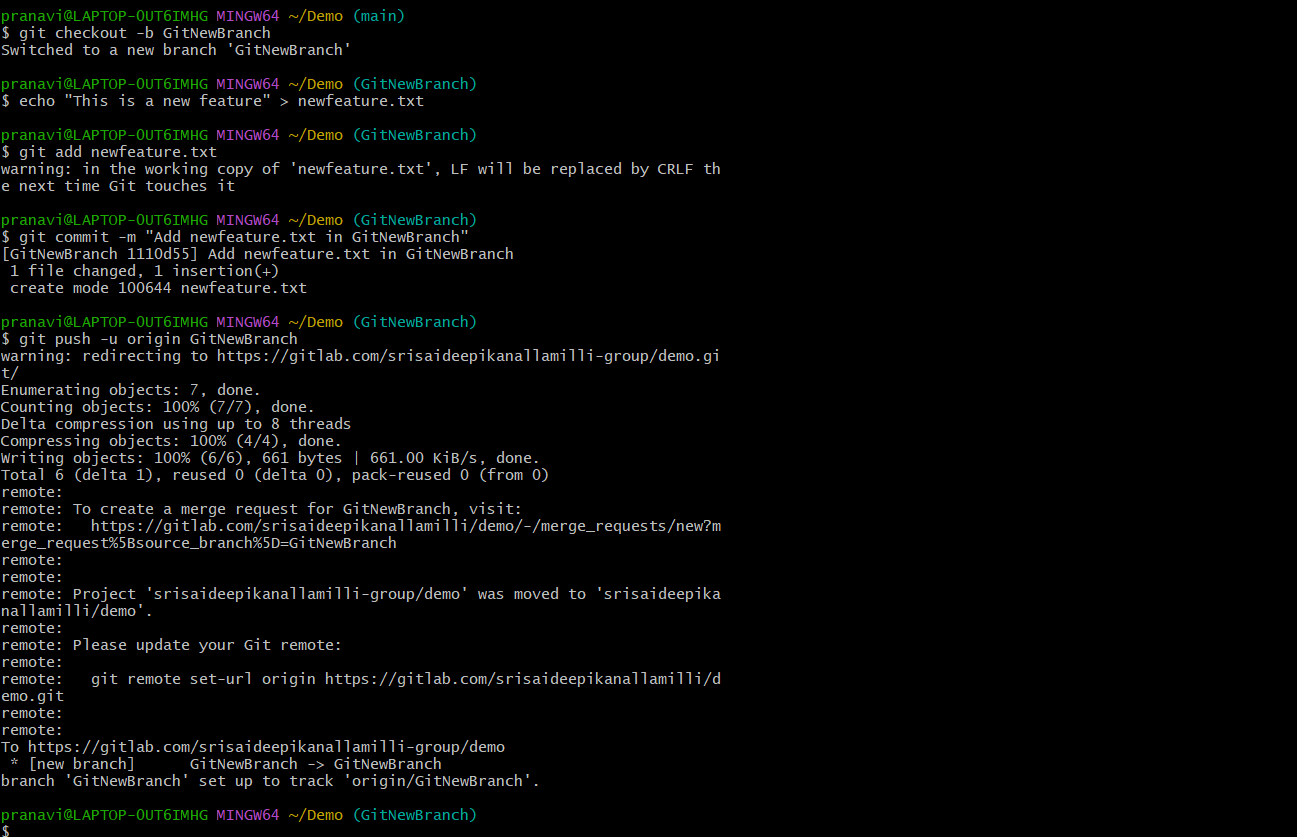 pranavi@LAPTOP-OUT6IMHG MINGW64 ~/Demo (main)
$ git checkout -b GitNewBranch
Switched to a new branch 'GitNewBranch'

pranavi@LAPTOP-OUT6IMHG MINGW64 ~/Demo (GitNewBranch)
$ echo "This is a new feature" > newfeature.txt

pranavi@LAPTOP-OUT6IMHG MINGW64 ~/Demo (GitNewBranch)
$ git add newfeature.txt
warning: in the working copy of 'newfeature.txt', LF will be replaced by CRLF th
e next time Git touches it

pranavi@LAPTOP-OUT6IMHG MINGW64 ~/Demo (GitNewBranch)
$ git commit -m "Add newfeature.txt in GitNewBranch"
[GitNewBranch 1110d55] Add newfeature.txt in GitNewBranch
 1 file changed, 1 insertion(+)
 create mode 100644 newfeature.txt

pranavi@LAPTOP-OUT6IMHG MINGW64 ~/Demo (GitNewBranch)
$ git push -u origin GitNewBranch
warning: redirecting to https://gitlab.com/srisaideepikanallamilli-group/demo.gi
t/
Enumerating objects: 7, done.
Counting objects: 100% (7/7), done.
Delta compression using up to 8 threads
Compressing objects: 100% (4/4), done.
Writing objects: 100% (6/6), 661 bytes | 661.00 KiB/s, done.
Total 6 (delta 1), reused 0 (delta 0), pack-reused 0 (from 0)
remote:
remote: To create a merge request for GitNewBranch, visit:
remote:   https://gitlab.com/srisaideepikanallamilli/demo/-/merge_requests/new?m
erge_request%5Bsource_branch%5D=GitNewBranch
remote:
remote:
remote: Project 'srisaideepikanallamilli-group/demo' was moved to 'srisaideepika
nallamilli/demo'.
remote:
remote: Please update your Git remote:
remote:
remote:   git remote set-url origin https://gitlab.com/srisaideepikanallamilli/d
emo.git
remote:
remote:
To https://gitlab.com/srisaideepikanallamilli-group/demo
 * [new branch]      GitNewBranch -> GitNewBranch
branch 'GitNewBranch' set up to track 'origin/GitNewBranch'.

pranavi@LAPTOP-OUT6IMHG MINGW64 ~/Demo (GitNewBranch)
$